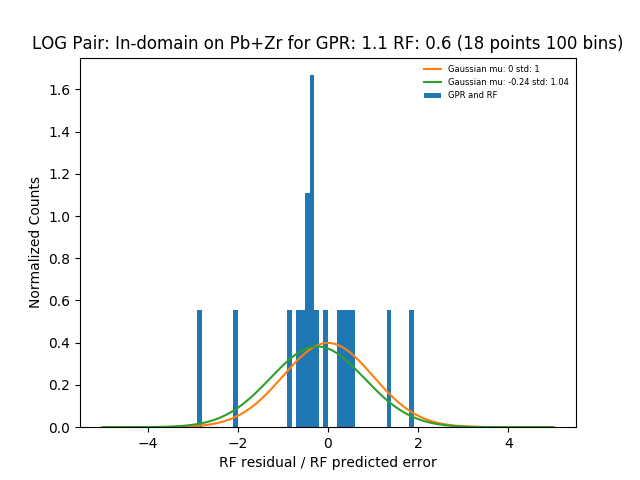 LOG Pair: In-domain on Pb+Zr for GPR: 1.1 RF: 0.6 (18 points 100 bins)
Gaussian mu: 0 std: 1
Gaussian mu: -0.24 std: 1.04
GPR and RF
Normalized Counts
1.6
1.4
1.2
1.0
0.8
0.6
0.4
0.2
0.0
−4 −2 0 2 4
RF residual / RF predicted error